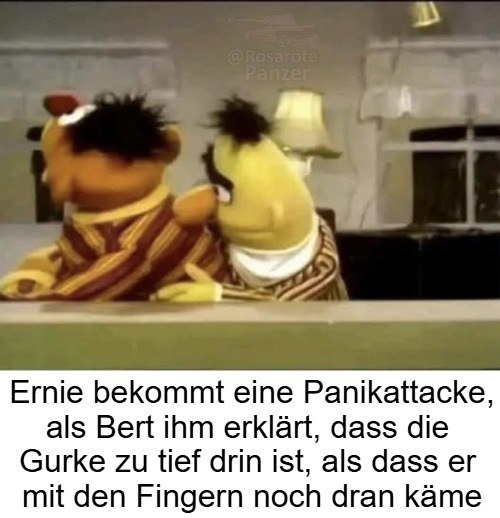 @Rosarote
Panzer
Ernie bekommt eine Panikattacke,
als Bert ihm erklärt, dass die
Gurke zu tief drin ist, als dass er
mit den Fingern noch dran käme